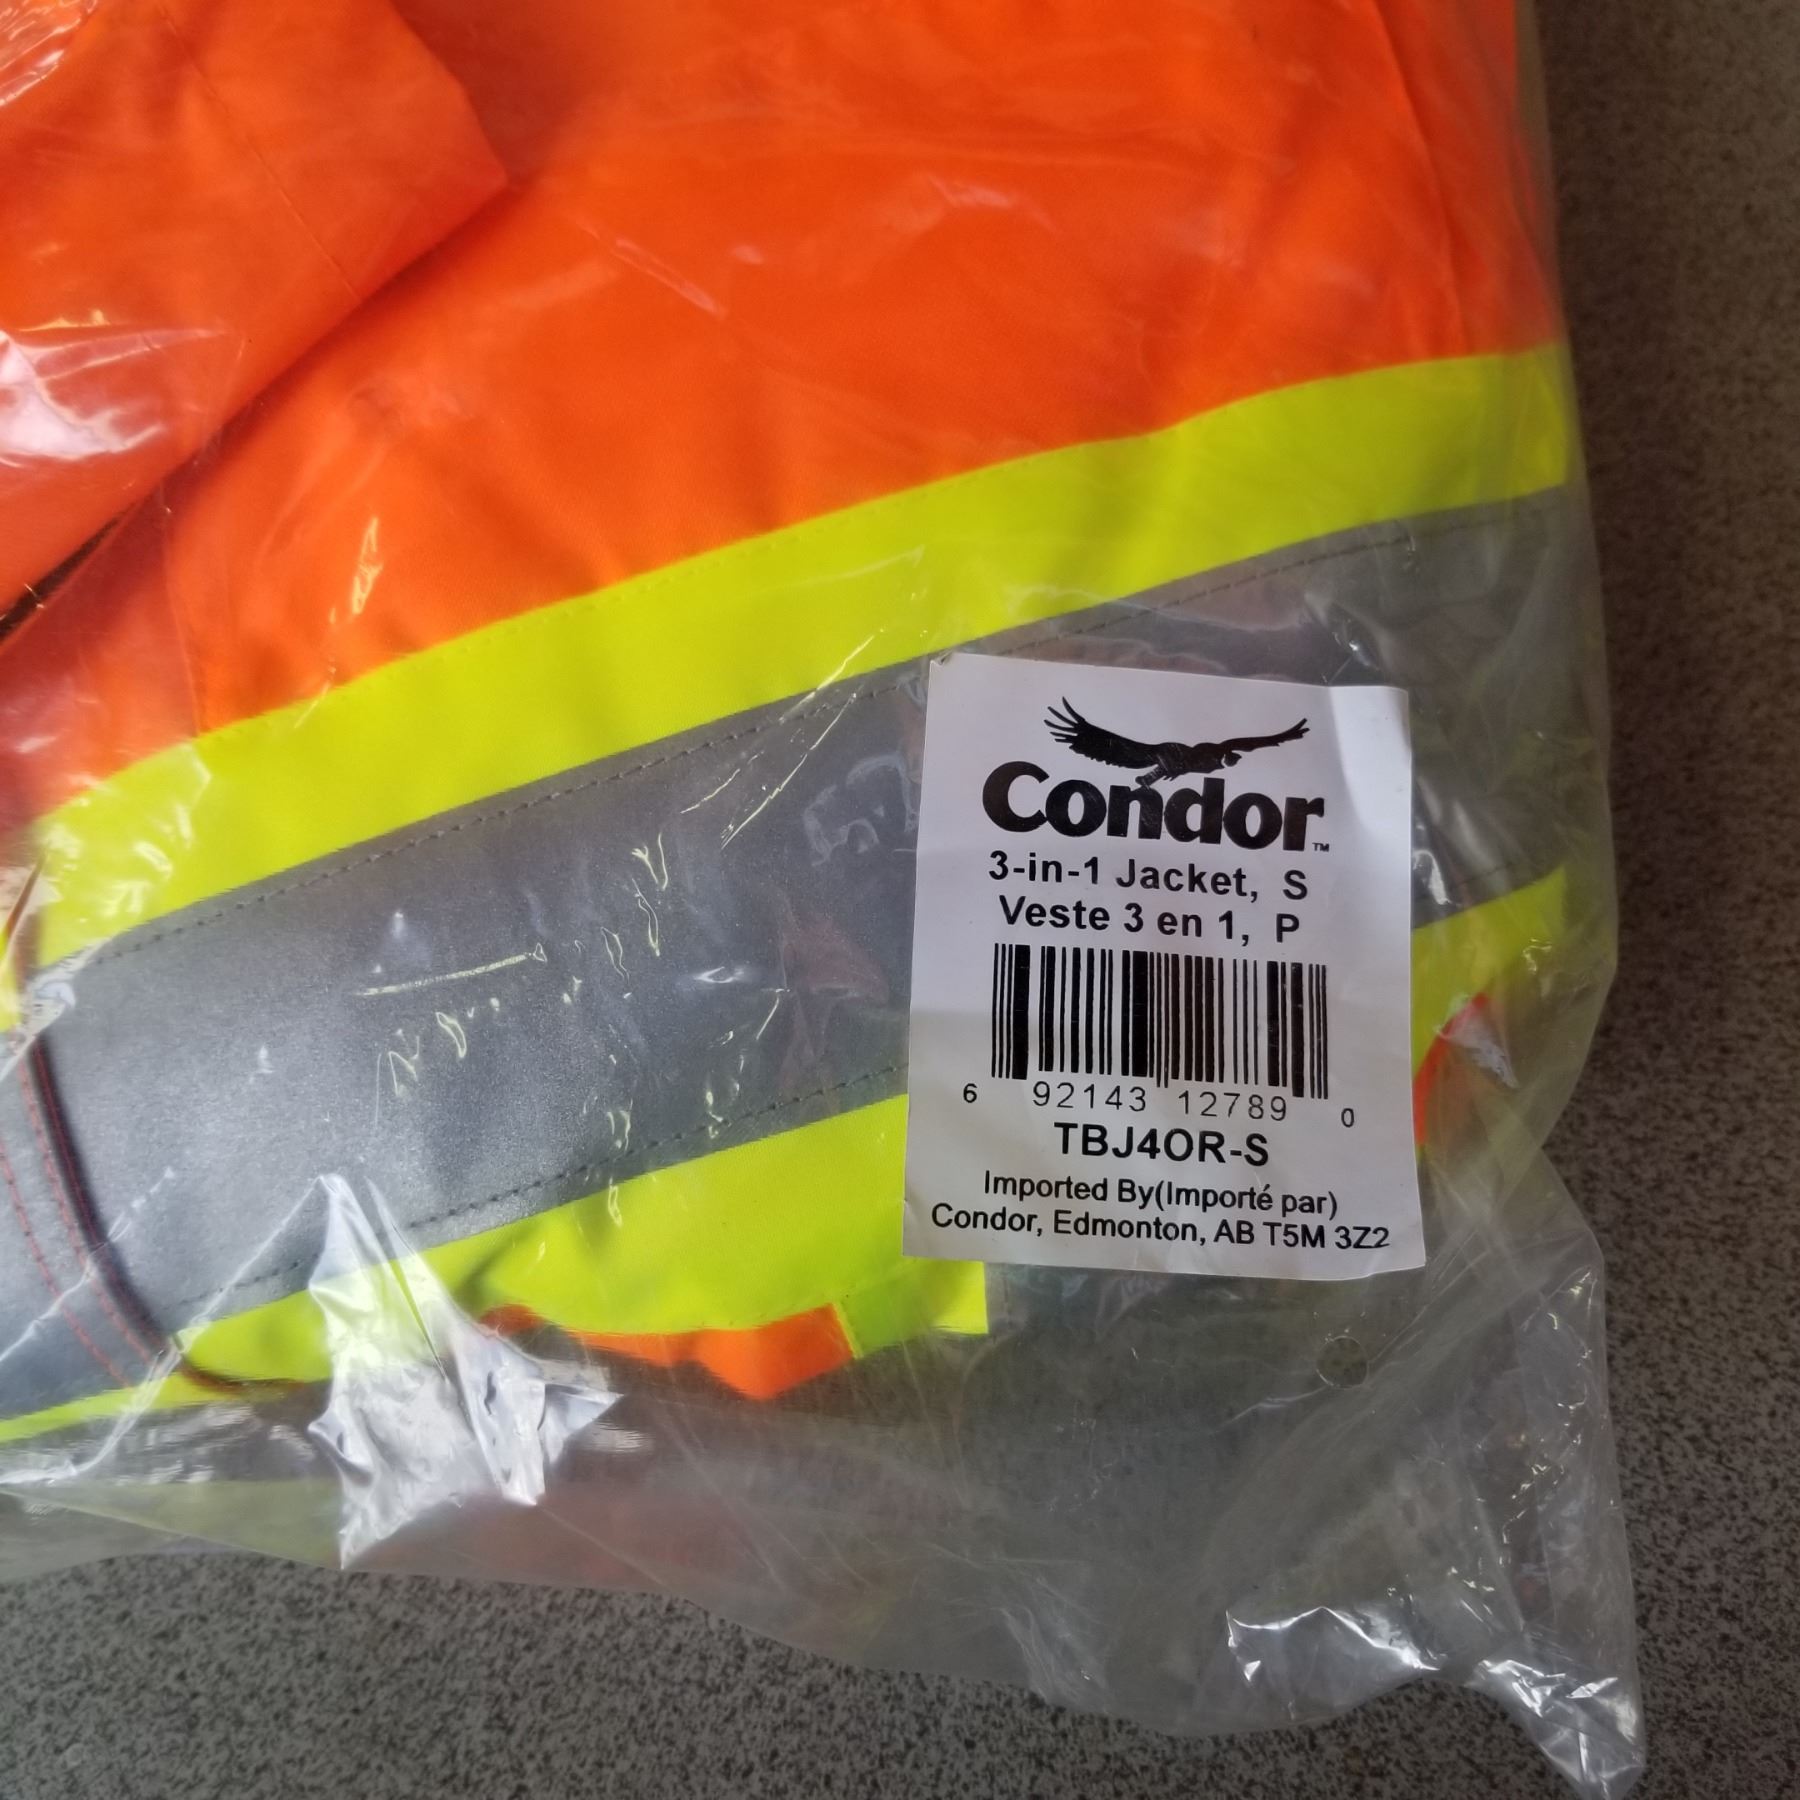 Condor™
3-in-1 Jacket, S
Veste 3 en 1, P
6 92143 12789 0
TBJ4OR-S
Imported By(Importé par)
Condor, Edmonton, AB T5M 3Z2